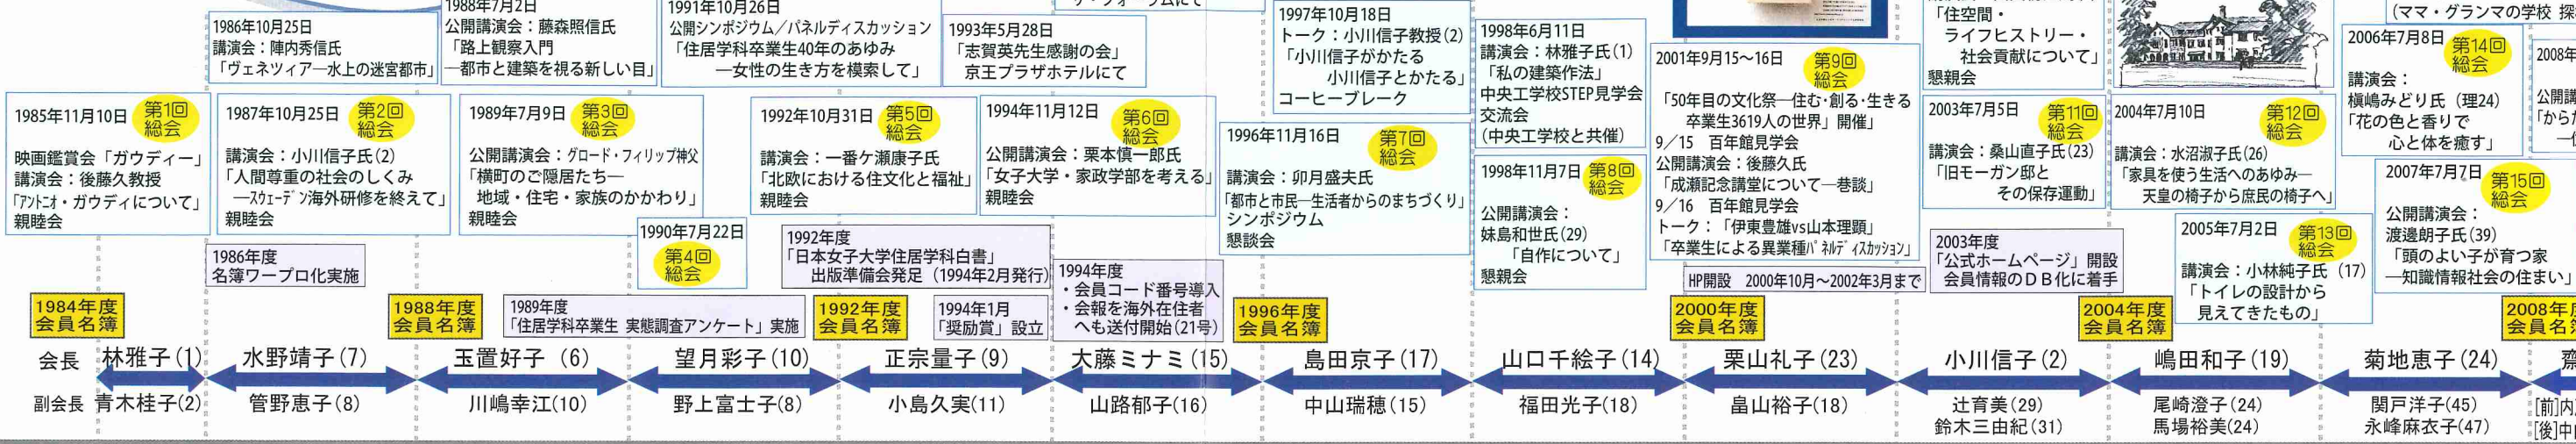 1986年10月25日
講演会：陣内秀信氏
「ヴェネツィア―水上の迷宮都市」
1988年7月2日
公開講演会：藤森照信氏
「路上観察入門
―都市と建築を視る新しい目」
1991年10月26日
公開シンポジウム／パネルディスカッション
「住居学科卒業生40年のあゆみ
―女性の生き方を模索して」
1993年5月28日
「志賀英先生感謝の会」
京王プラザホテルにて
1997年10月18日
トーク：小川信子教授(2)
「小川信子がかたる
小川信子とかたる」
コーヒーブレーク
1998年6月11日
講演会：林雅子氏(1)
「私の建築作法」
中央工学校STEP見学会
交流会
(中央工学校と共催)
「住空間・
ライフヒストリー・
社会貢献について」
懇親会
(ママ・グランマの学校 探
1985年11月10日
第1回
総会
映画鑑賞会「ガウディー」
講演会：後藤久教授
「アントニオ・ガウディについて」
親睦会
1987年10月25日
第2回
総会
講演会：小川信子氏(2)
「人間尊重の社会のしくみ
―スウェーデン海外研修を終えて」
親睦会
1989年7月9日
第3回
総会
公開講演会：グロード・フィリップ神父
「横町のご隠居たち―
地域・住宅・家族のかかわり」
親睦会
1990年7月22日
第4回
総会
1992年10月31日
第5回
総会
講演会：一番ケ瀬康子氏
「北欧における住文化と福祉」
親睦会
1994年11月12日
第6回
総会
公開講演会：栗本慎一郎氏
「女子大学・家政学部を考える」
親睦会
1996年11月16日
第7回
総会
講演会：卯月盛夫氏
「都市と市民―生活者からのまちづくり」
シンポジウム
懇談会
1998年11月7日
第8回
総会
公開講演会：
妹島和世氏(29)
「自作について」
懇親会
2001年9月15～16日
第9回
総会
「50年目の文化祭―住む・創る・生きる
卒業生3619人の世界」開催」
9/15 百年館見学会
公開講演会：後藤久氏
「成瀬記念講堂について―巷談」
9/16 百年館見学会
トーク：「伊東豊雄vs山本理顕」
「卒業生による異業種パネルディスカッション」
2003年7月5日
第11回
総会
講演会：桑山直子氏(23)
「旧モーガン邸と
その保存運動」
2004年7月10日
第12回
総会
講演会：水沼淑子氏(26)
「家具を使う生活へのあゆみ―
天皇の椅子から庶民の椅子へ」
2005年7月2日
第13回
総会
講演会：小林純子氏 (17)
「トイレの設計から
見えてきたもの」
2006年7月8日
第14回
総会
講演会：
槇嶋みどり氏 (理24)
「花の色と香りで
心と体を癒す」
2007年7月7日
第15回
総会
公開講演会：
渡邊朗子氏(39)
「頭のよい子が育つ家
―知識情報社会の住まい」
2008年
公開講
「からだ
1986年度
名簿ワープロ化実施
1989年度
「住居学科卒業生 実態調査アンケート」実施
1992年度
「日本女子大学住居学科白書」
出版準備会発足 (1994年2月発行)
1994年1月
「奨励賞」設立
1994年度
・会員コード番号導入
・会報を海外在住者
へも送付開始(21号)
HP開設 2000年10月～2002年3月まで
2003年度
「公式ホームページ」開設
会員情報のDB化に着手
1984年度
会員名簿
1988年度
会員名簿
1992年度
会員名簿
1996年度
会員名簿
2000年度
会員名簿
2004年度
会員名簿
2008年度
会員名簿
会長 林雅子(1) 水野靖子(7) 玉置好子 (6) 望月彩子(10) 正宗量子(9) 大藤ミナミ(15) 島田京子(17) 山口千絵子(14) 栗山礼子(23) 小川信子(2) 嶋田和子(19) 菊地恵子(24)
副会長 青木桂子(2) 菅野恵子(8) 川嶋幸江(10) 野上富士子(8) 小島久実(11) 山路郁子(16) 中山瑞穂(15) 福田光子(18) 畠山裕子(18) 辻育美(29) 尾崎澄子(24) 関戸洋子(45) [前]内
鈴木三由紀(31) 馬場裕美(24) 永峰麻衣子(47) [後]中